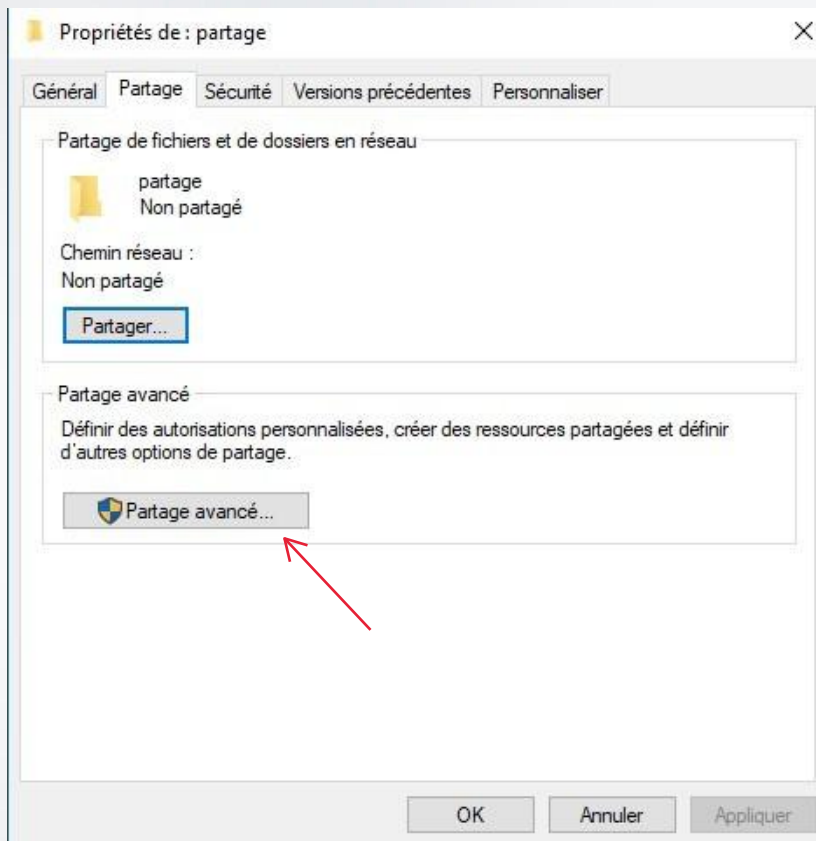 Propriétés de : partage
Général Partage Sécurité Versions précédentes Personnaliser
Partage de fichiers et de dossiers en réseau
partage
Non partagé
Chemin réseau :
Non partagé
Partager...
Partage avancé
Définir des autorisations personnalisées, créer des ressources partagées et définir
d'autres options de partage.
Partage avancé...
OK Annuler Appliquer